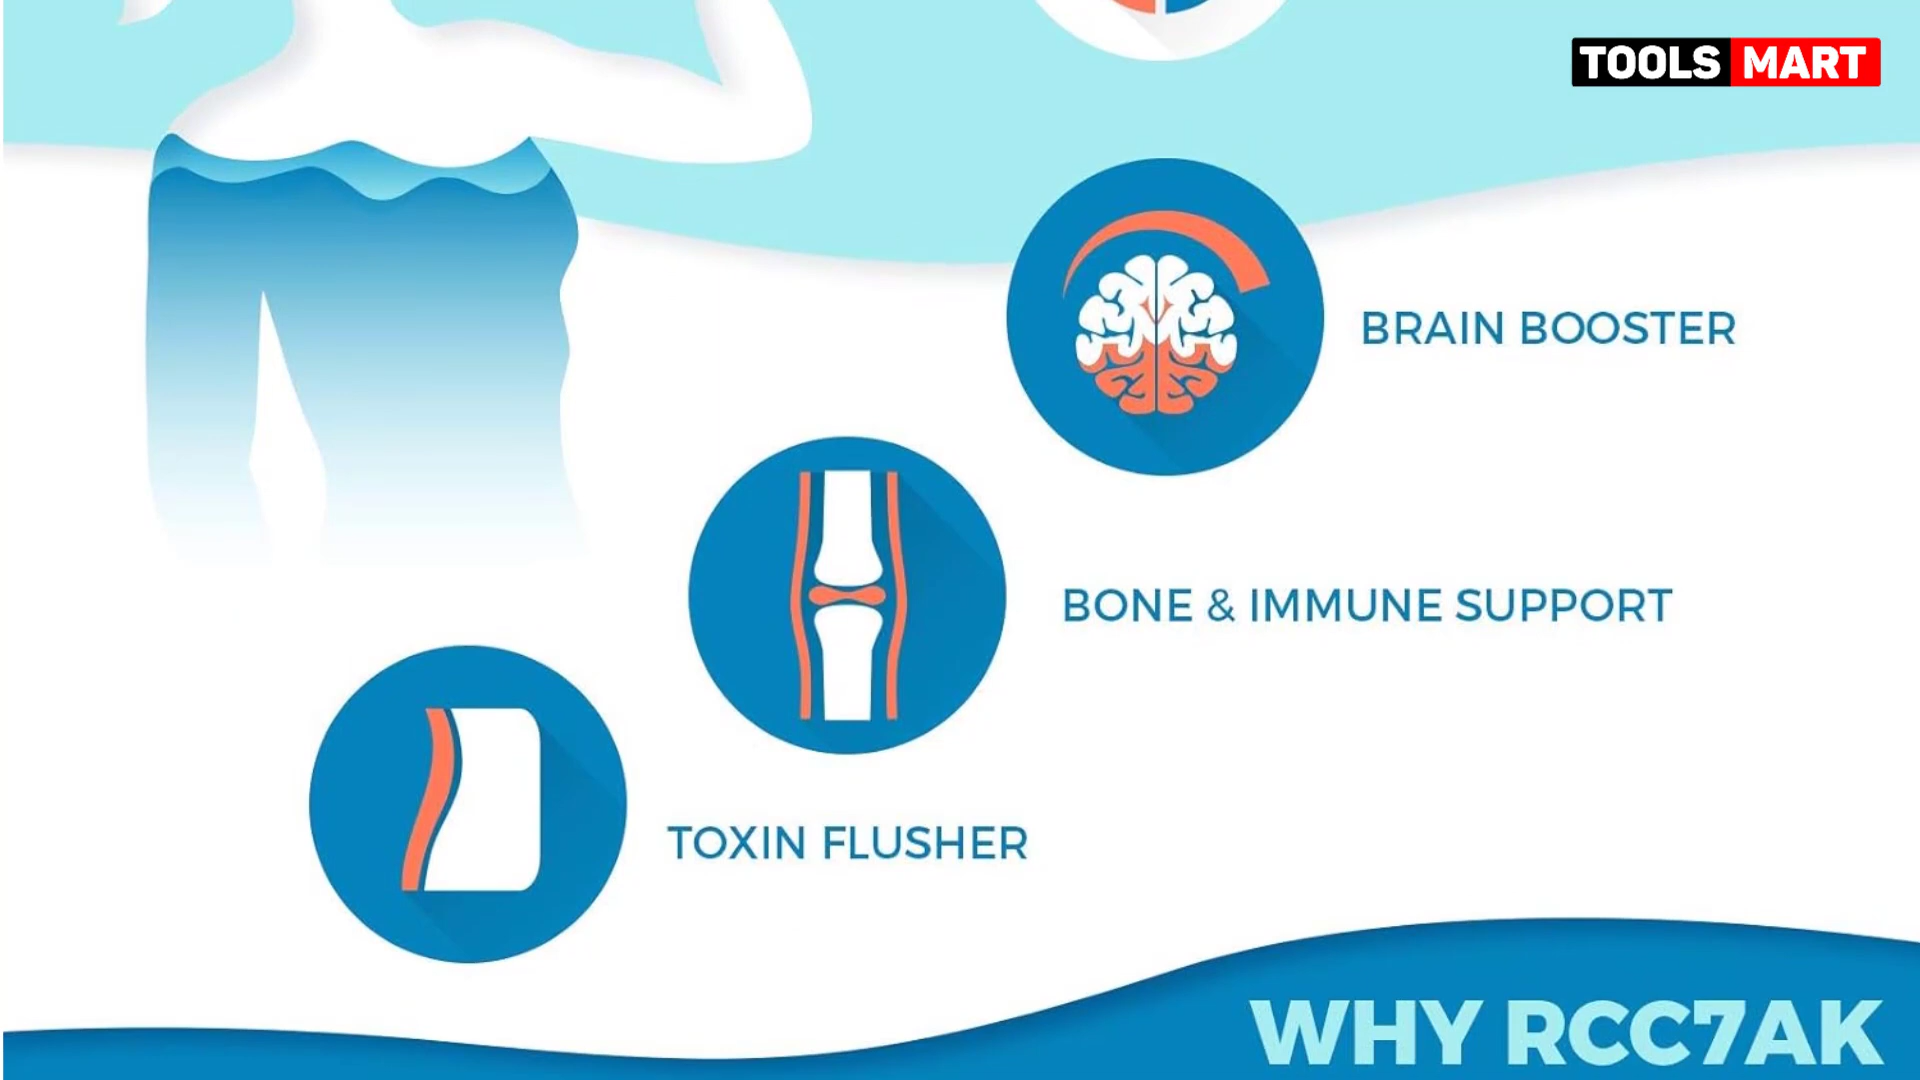 TOOLS MART
BRAIN BOOSTER
BONE & IMMUNE SUPPORT
TOXIN FLUSHER
WHY RCC7AK